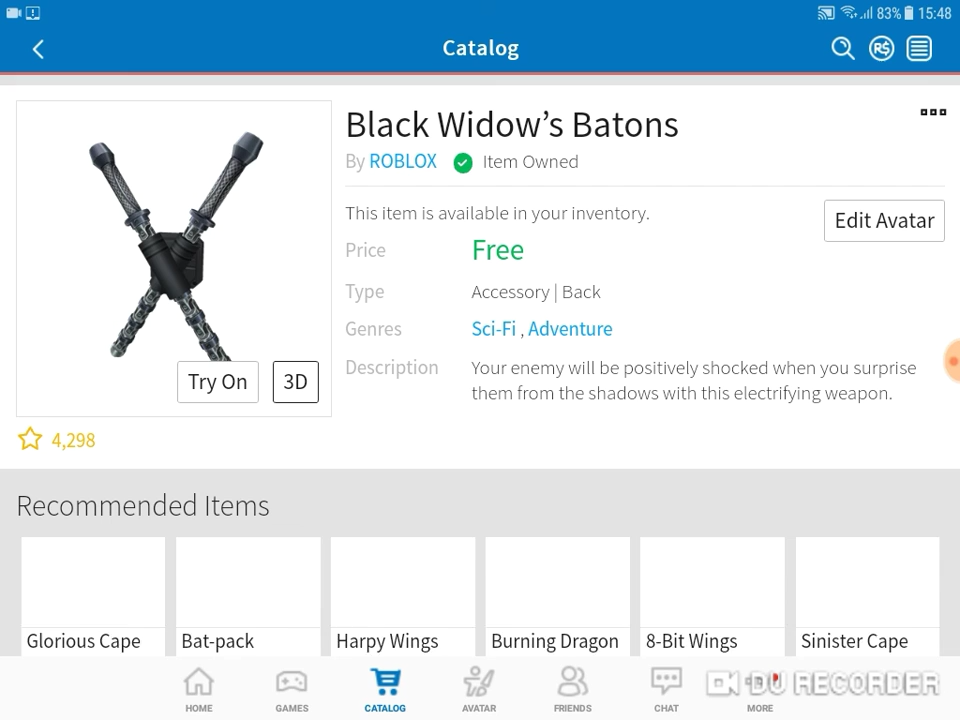 83% 15:48
Catalog
R$
Black Widow’s Batons
By ROBLOX Item Owned
This item is available in your inventory.
Edit Avatar
Price Free
Type Accessory | Back
Genres Sci-Fi , Adventure
Description Your enemy will be positively shocked when you surprise
them from the shadows with this electrifying weapon.
Try On 3D
4,298
Recommended Items
Glorious Cape Bat-pack Harpy Wings Burning Dragon 8-Bit Wings Sinister Cape
HOME GAMES CATALOG AVATAR FRIENDS CHAT MORE
DU RECORDER